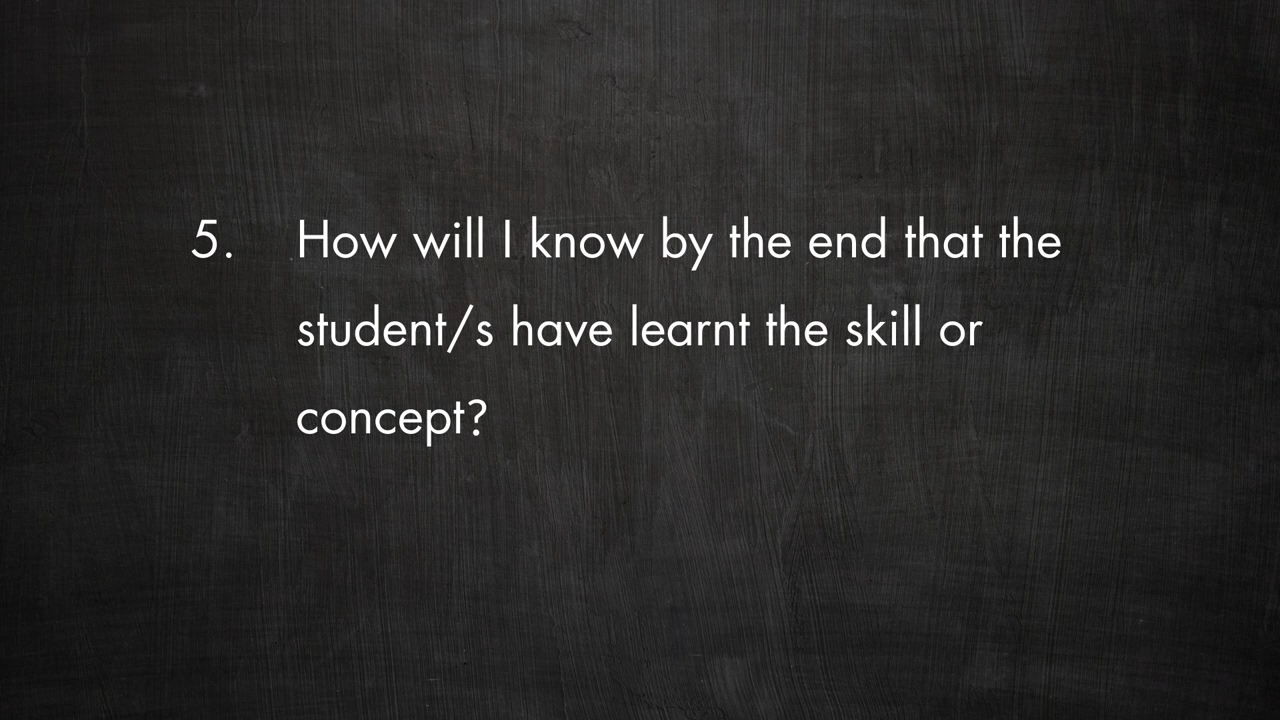 5. How will I know by the end that the
student/s have learnt the skill or
concept?